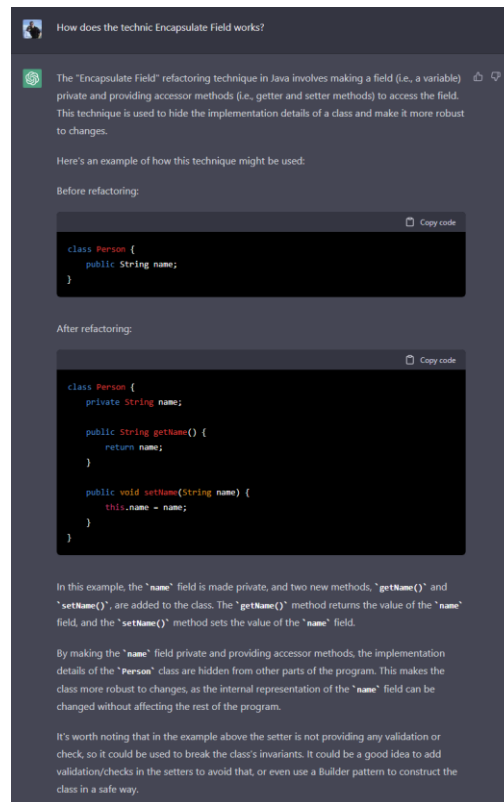 How does the technic Encapsulate Field works?
The "Encapsulate Field" refactoring technique in Java involves making a field (i.e., a variable)
private and providing accessor methods (i.e., getter and setter methods) to access the field.
This technique is used to hide the implementation details of a class and make it more robust
to changes.
Here's an example of how this technique might be used:
Before refactoring:
Copy code
class Person {
    public String name;
}
After refactoring:
Copy code
class Person {
    private String name;
    public String getName() {
        return name;
    }
    public void setName(String name) {
        this.name = name;
    }
}
In this example, the `name` field is made private, and two new methods, `getName()` and
`setName()`, are added to the class. The `getName()` method returns the value of the `name`
field, and the `setName()` method sets the value of the `name` field.
By making the `name` field private and providing accessor methods, the implementation
details of the `Person` class are hidden from other parts of the program. This makes the
class more robust to changes, as the internal representation of the `name` field can be
changed without affecting the rest of the program.
It's worth noting that in the example above the setter is not providing any validation or
check, so it could be used to break the class's invariants. It could be a good idea to add
validation/checks in the setters to avoid that, or even use a Builder pattern to construct the
class in a safe way.